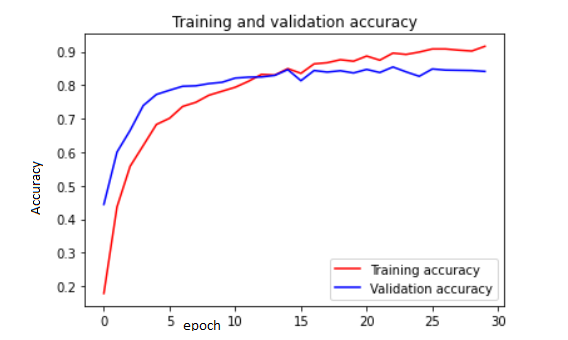 Training and validation accuracy
0.9
0.8
0.7
0.6
0.5
0.4
0.3
0.2
Accuracy
Training accuracy
Validation accuracy
0 5 10 15 20 25 30
epoch